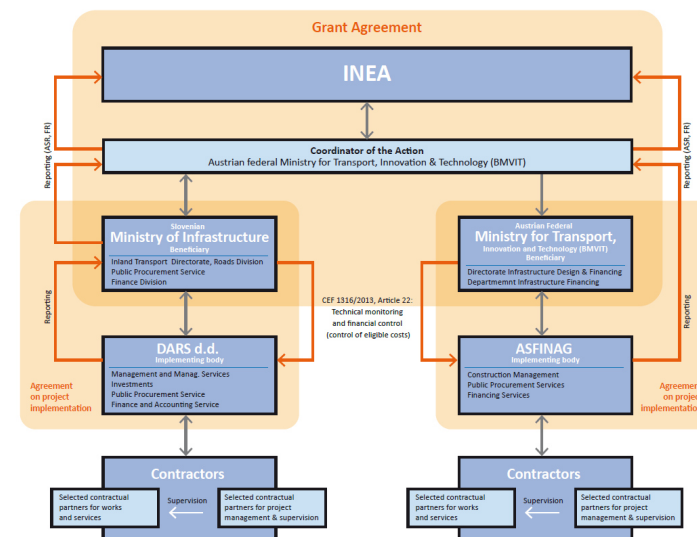 Grant Agreement
INEA
Reporting (ASR, FR)
Reporting (ASR, FR)
Coordinator of the Action
Austrian federal Ministry for Transport, Innovation & Technology (BMVIT)
Slovenian
Ministry of Infrastructure
Beneficiary
Inland Transport Directorate, Roads Division
Public Procurement Service
Finance Division
Austrian Federal
Ministry for Transport,
Innovation and Technology (BMVIT)
Beneficiary
Directorate Infrastructure Design & Financing
Departmemnt Infrastructure Financing
Reporting
CEF 1316/2013, Article 22:
Technical monitoring
and financial control
(control of eligible costs)
Reporting
DARS d.d.
Implementing body
Management and Manag. Services
Investments
Public Procurement Service
Finance and Accounting Service
ASFINAG
Implementing body
Construction Management
Public Procurement Services
Financing Services
Agreement
on project
implementation
Agreemen
on projec
implementation
Contractors
Selected contractual
partners for works
and services
Supervision
Selected contractual
partners for project
management & supervision
Contractors
Selected contractual
partners for works
and services
Supervision
Selected contractual
partners for project
management & supervision